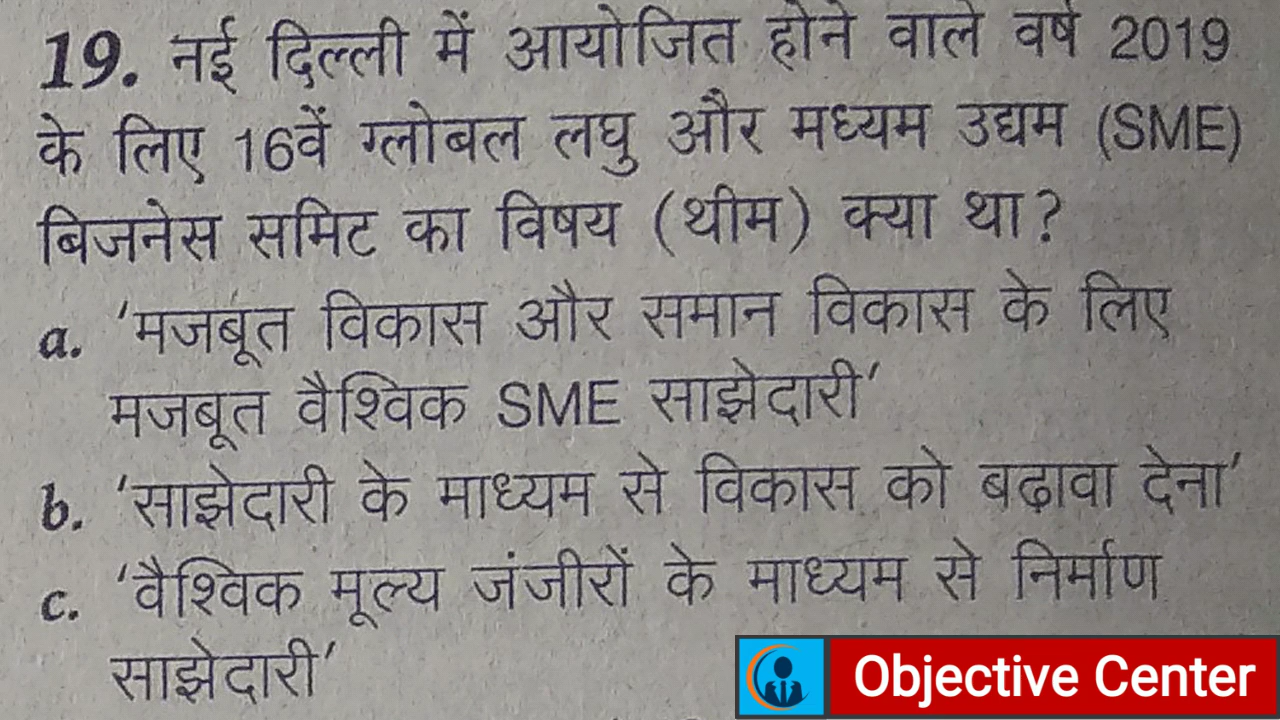 19. नई दिल्ली में आयोजित होने वाले वर्ष 2019
के लिए 16वें ग्लोबल लघु और मध्यम उद्यम (SME)
बिजनेस समिट का विषय (थीम) क्या था?
a. ‘मजबूत विकास और समान विकास के लिए
मजबूत वैश्विक SME साझेदारी’
b. ‘साझेदारी के माध्यम से विकास को बढ़ावा देना’
c. ‘वैश्विक मूल्य जंजीरों के माध्यम से निर्माण
साझेदारी’
Objective Center